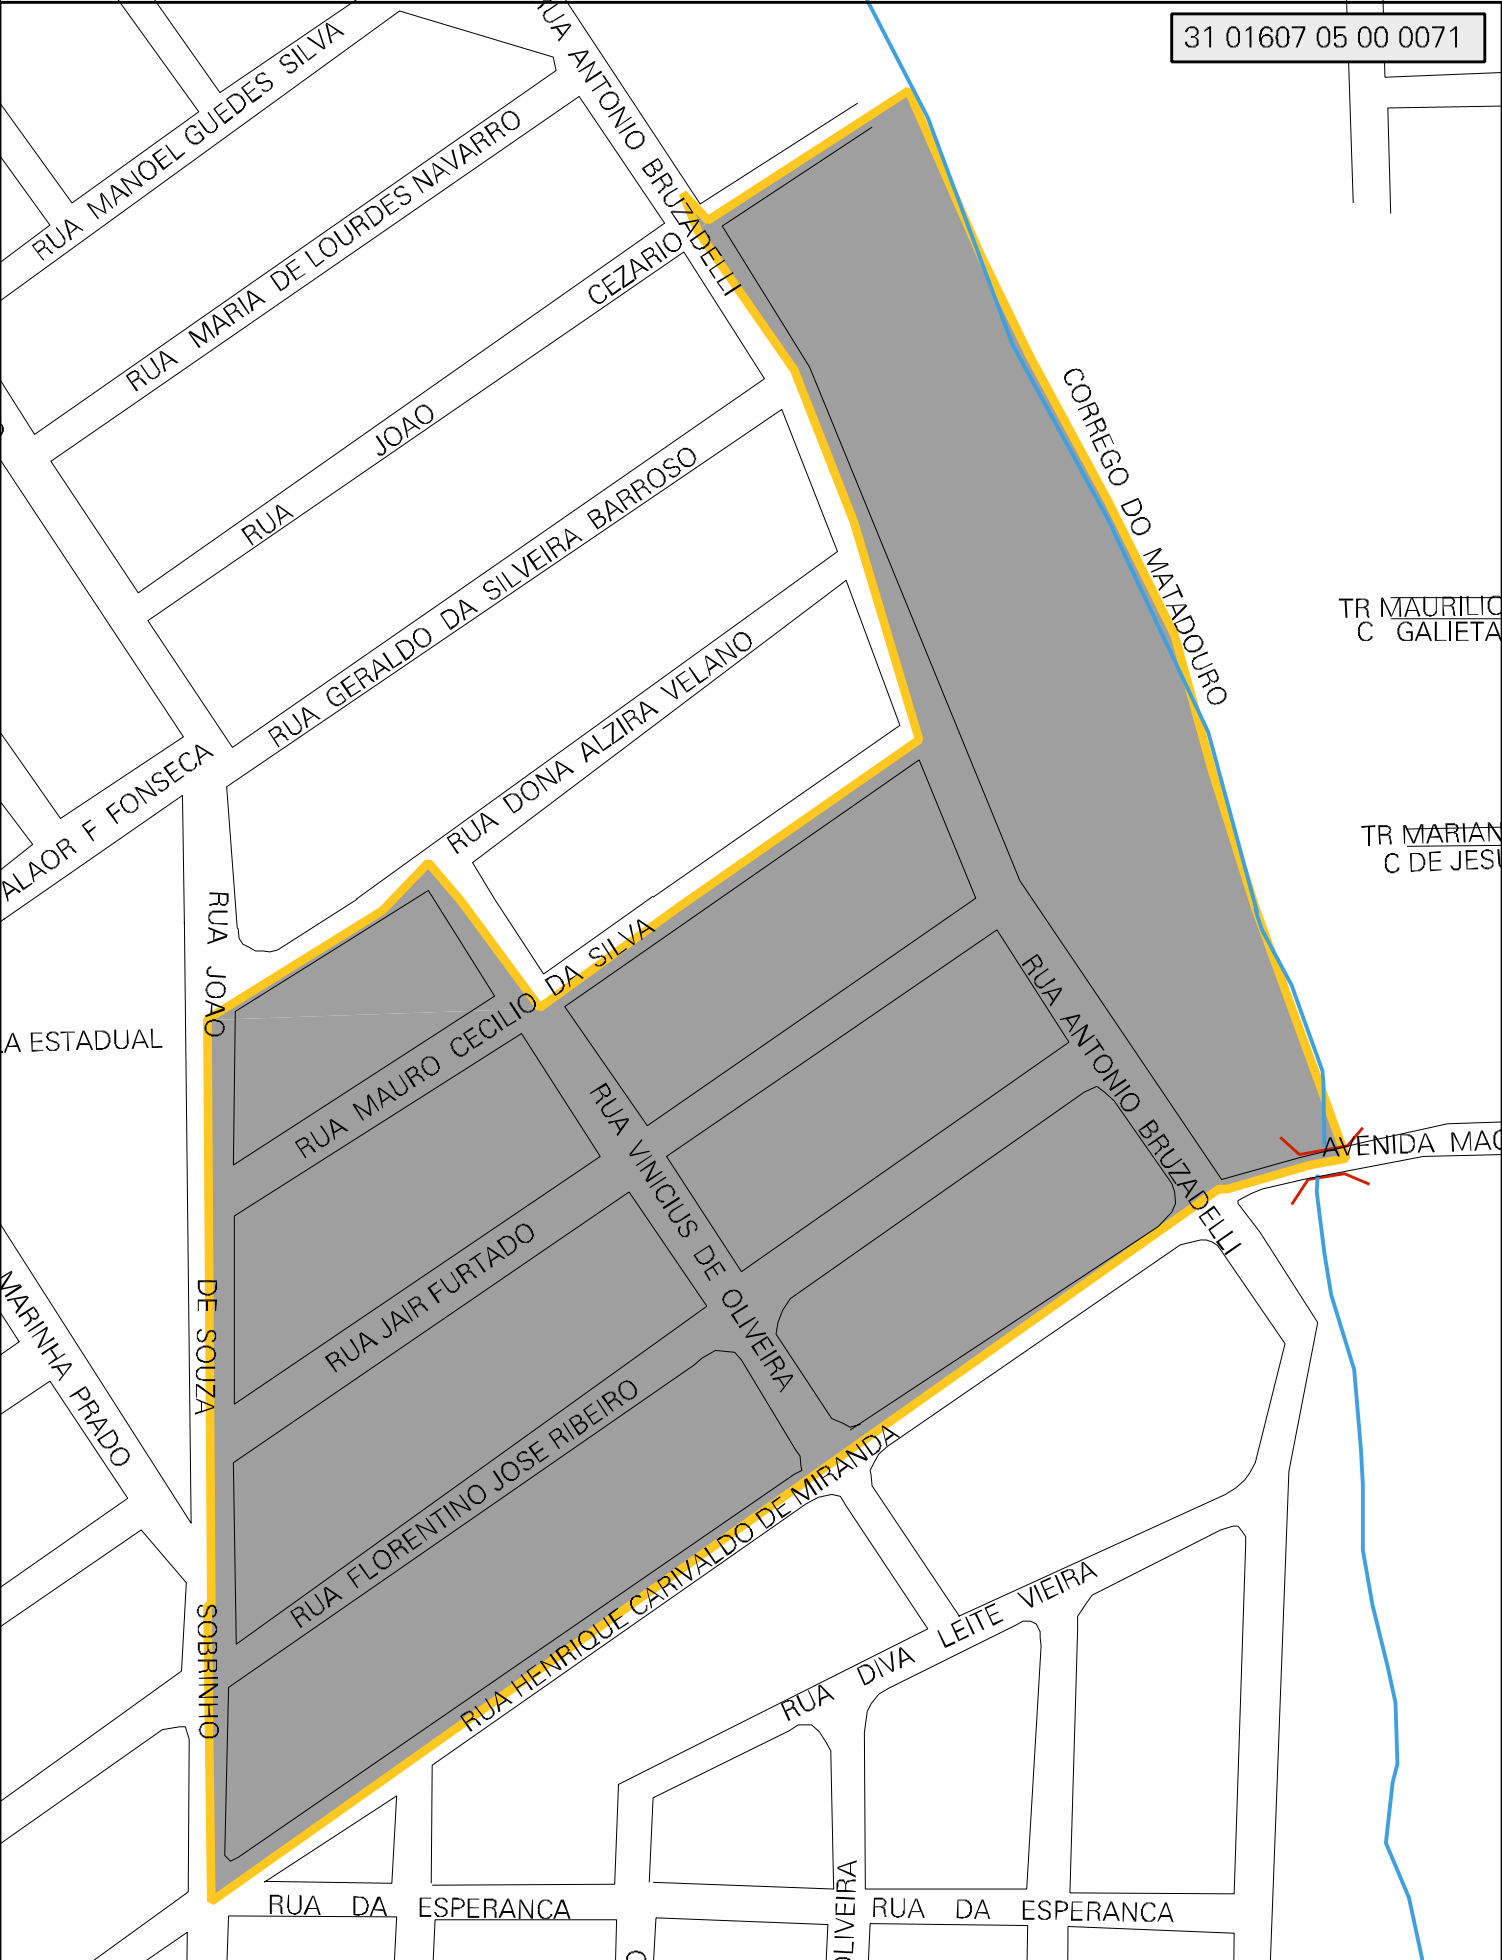 31 01607 05 00 0071
RUA ANTONIO BRUZADELLI
RUA MANOEL GUEDES SILVA
RUA MARIA DE LOURDES NAVARRO
RUA JOAO CEZARIO
RUA GERALDO DA SILVEIRA BARROSO
CORREGO DO MATADOURO
TR MAURILIO
C GALIETA
RUA DONA ALZIRA VELANO
ALAOR F FONSECA
TR MARIAN
C DE JESU
RUA JOAO DE SOUZA SOBRINHO
RUA MAURO CECILIO DA SILVA
LA ESTADUAL
RUA ANTONIO BRUZADELLI
AVENIDA MAC
RUA VINICIUS DE OLIVEIRA
RUA JAIR FURTADO
MARINHA PRADO
RUA FLORENTINO JOSE RIBEIRO
RUA HENRIQUE CARIVALDO DE MIRANDA
RUA DIVA LEITE VIEIRA
RUA DA ESPERANCA
OLIVEIRA
RUA DA ESPERANCA